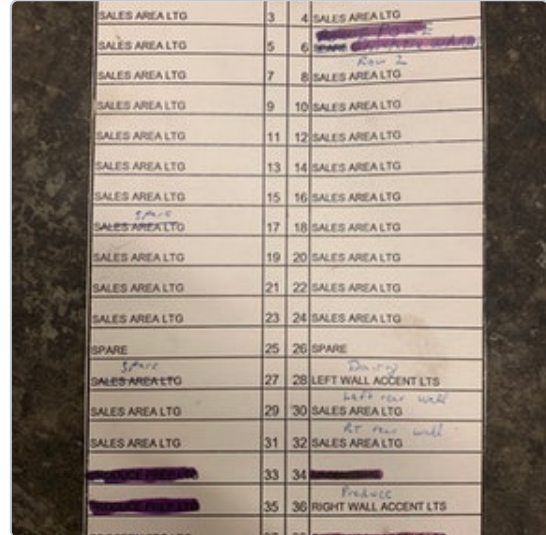 SALES AREA LTG 3 4 SALES AREA LTG
5 6 SPARE
Row 2
SALES AREA LTG 7 8 SALES AREA LTG
SALES AREA LTG 9 10 SALES AREA LTG
SALES AREA LTG 11 12 SALES AREA LTG
SALES AREA LTG 13 14 SALES AREA LTG
SALES AREA LTG 15 16 SALES AREA LTG
Spare
SALES AREA LTG 17 18 SALES AREA LTG
SALES AREA LTG 19 20 SALES AREA LTG
SALES AREA LTG 21 22 SALES AREA LTG
SALES AREA LTG 23 24 SALES AREA LTG
SPARE 25 26 SPARE
Spare Dairy
SALES AREA LTG 27 28 LEFT WALL ACCENT LTS
Left rear wall
SALES AREA LTG 29 30 SALES AREA LTG
RT rear wall
SALES AREA LTG 31 32 SALES AREA LTG
PRODUCE PREP LTG 33 34
Produce
PRODUCE PREP LTG 35 36 RIGHT WALL ACCENT LTS